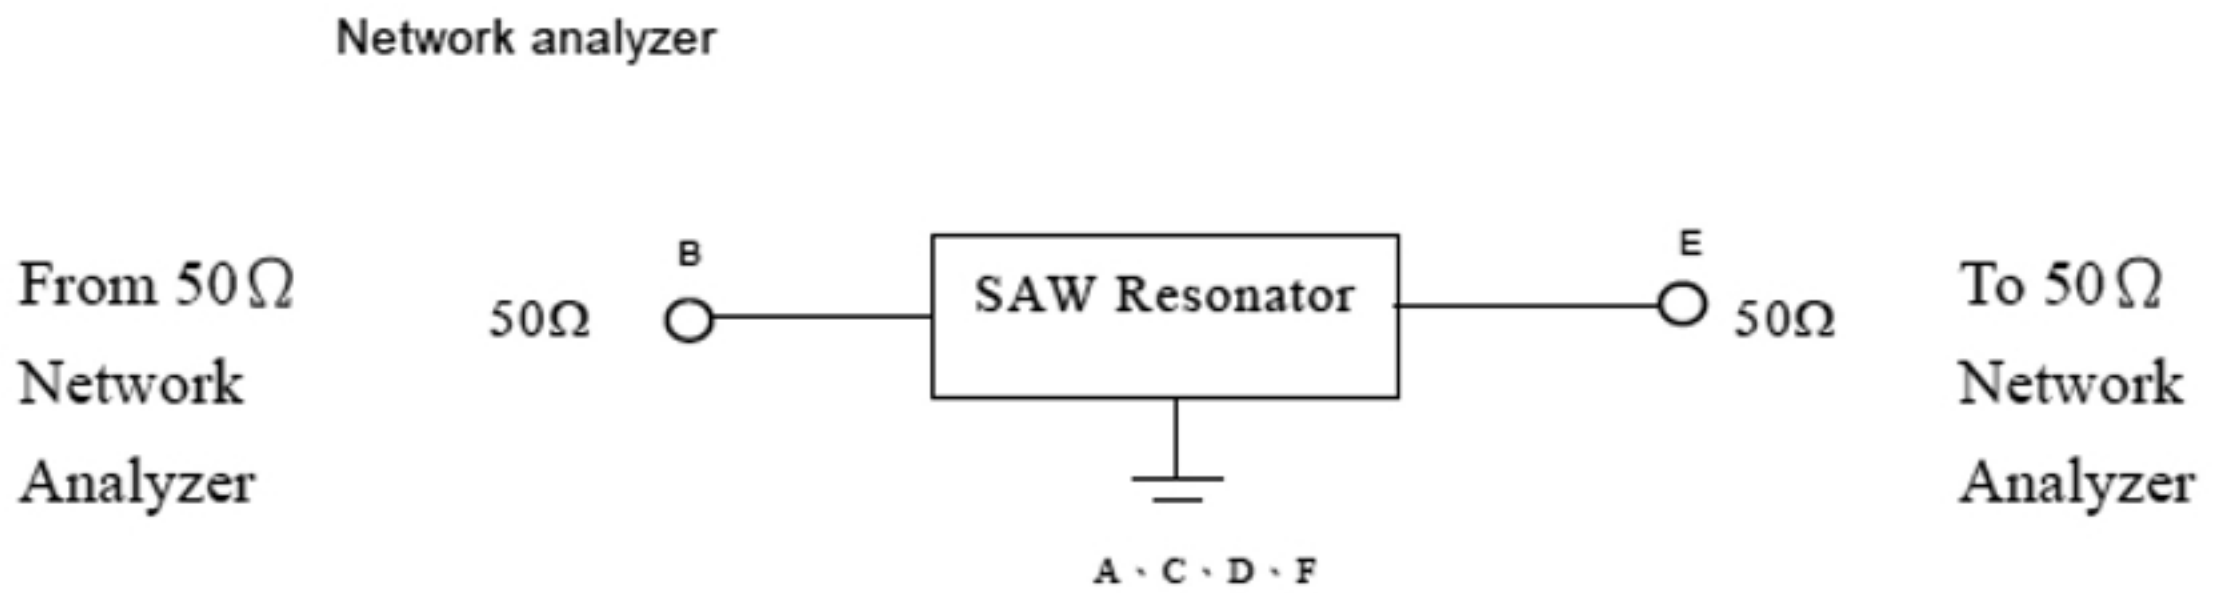 Network analyzer
From 50Ω
Network
Analyzer
50Ω
B
SAW Resonator
E
50Ω
To 50Ω
Network
Analyzer
A、C、D、F